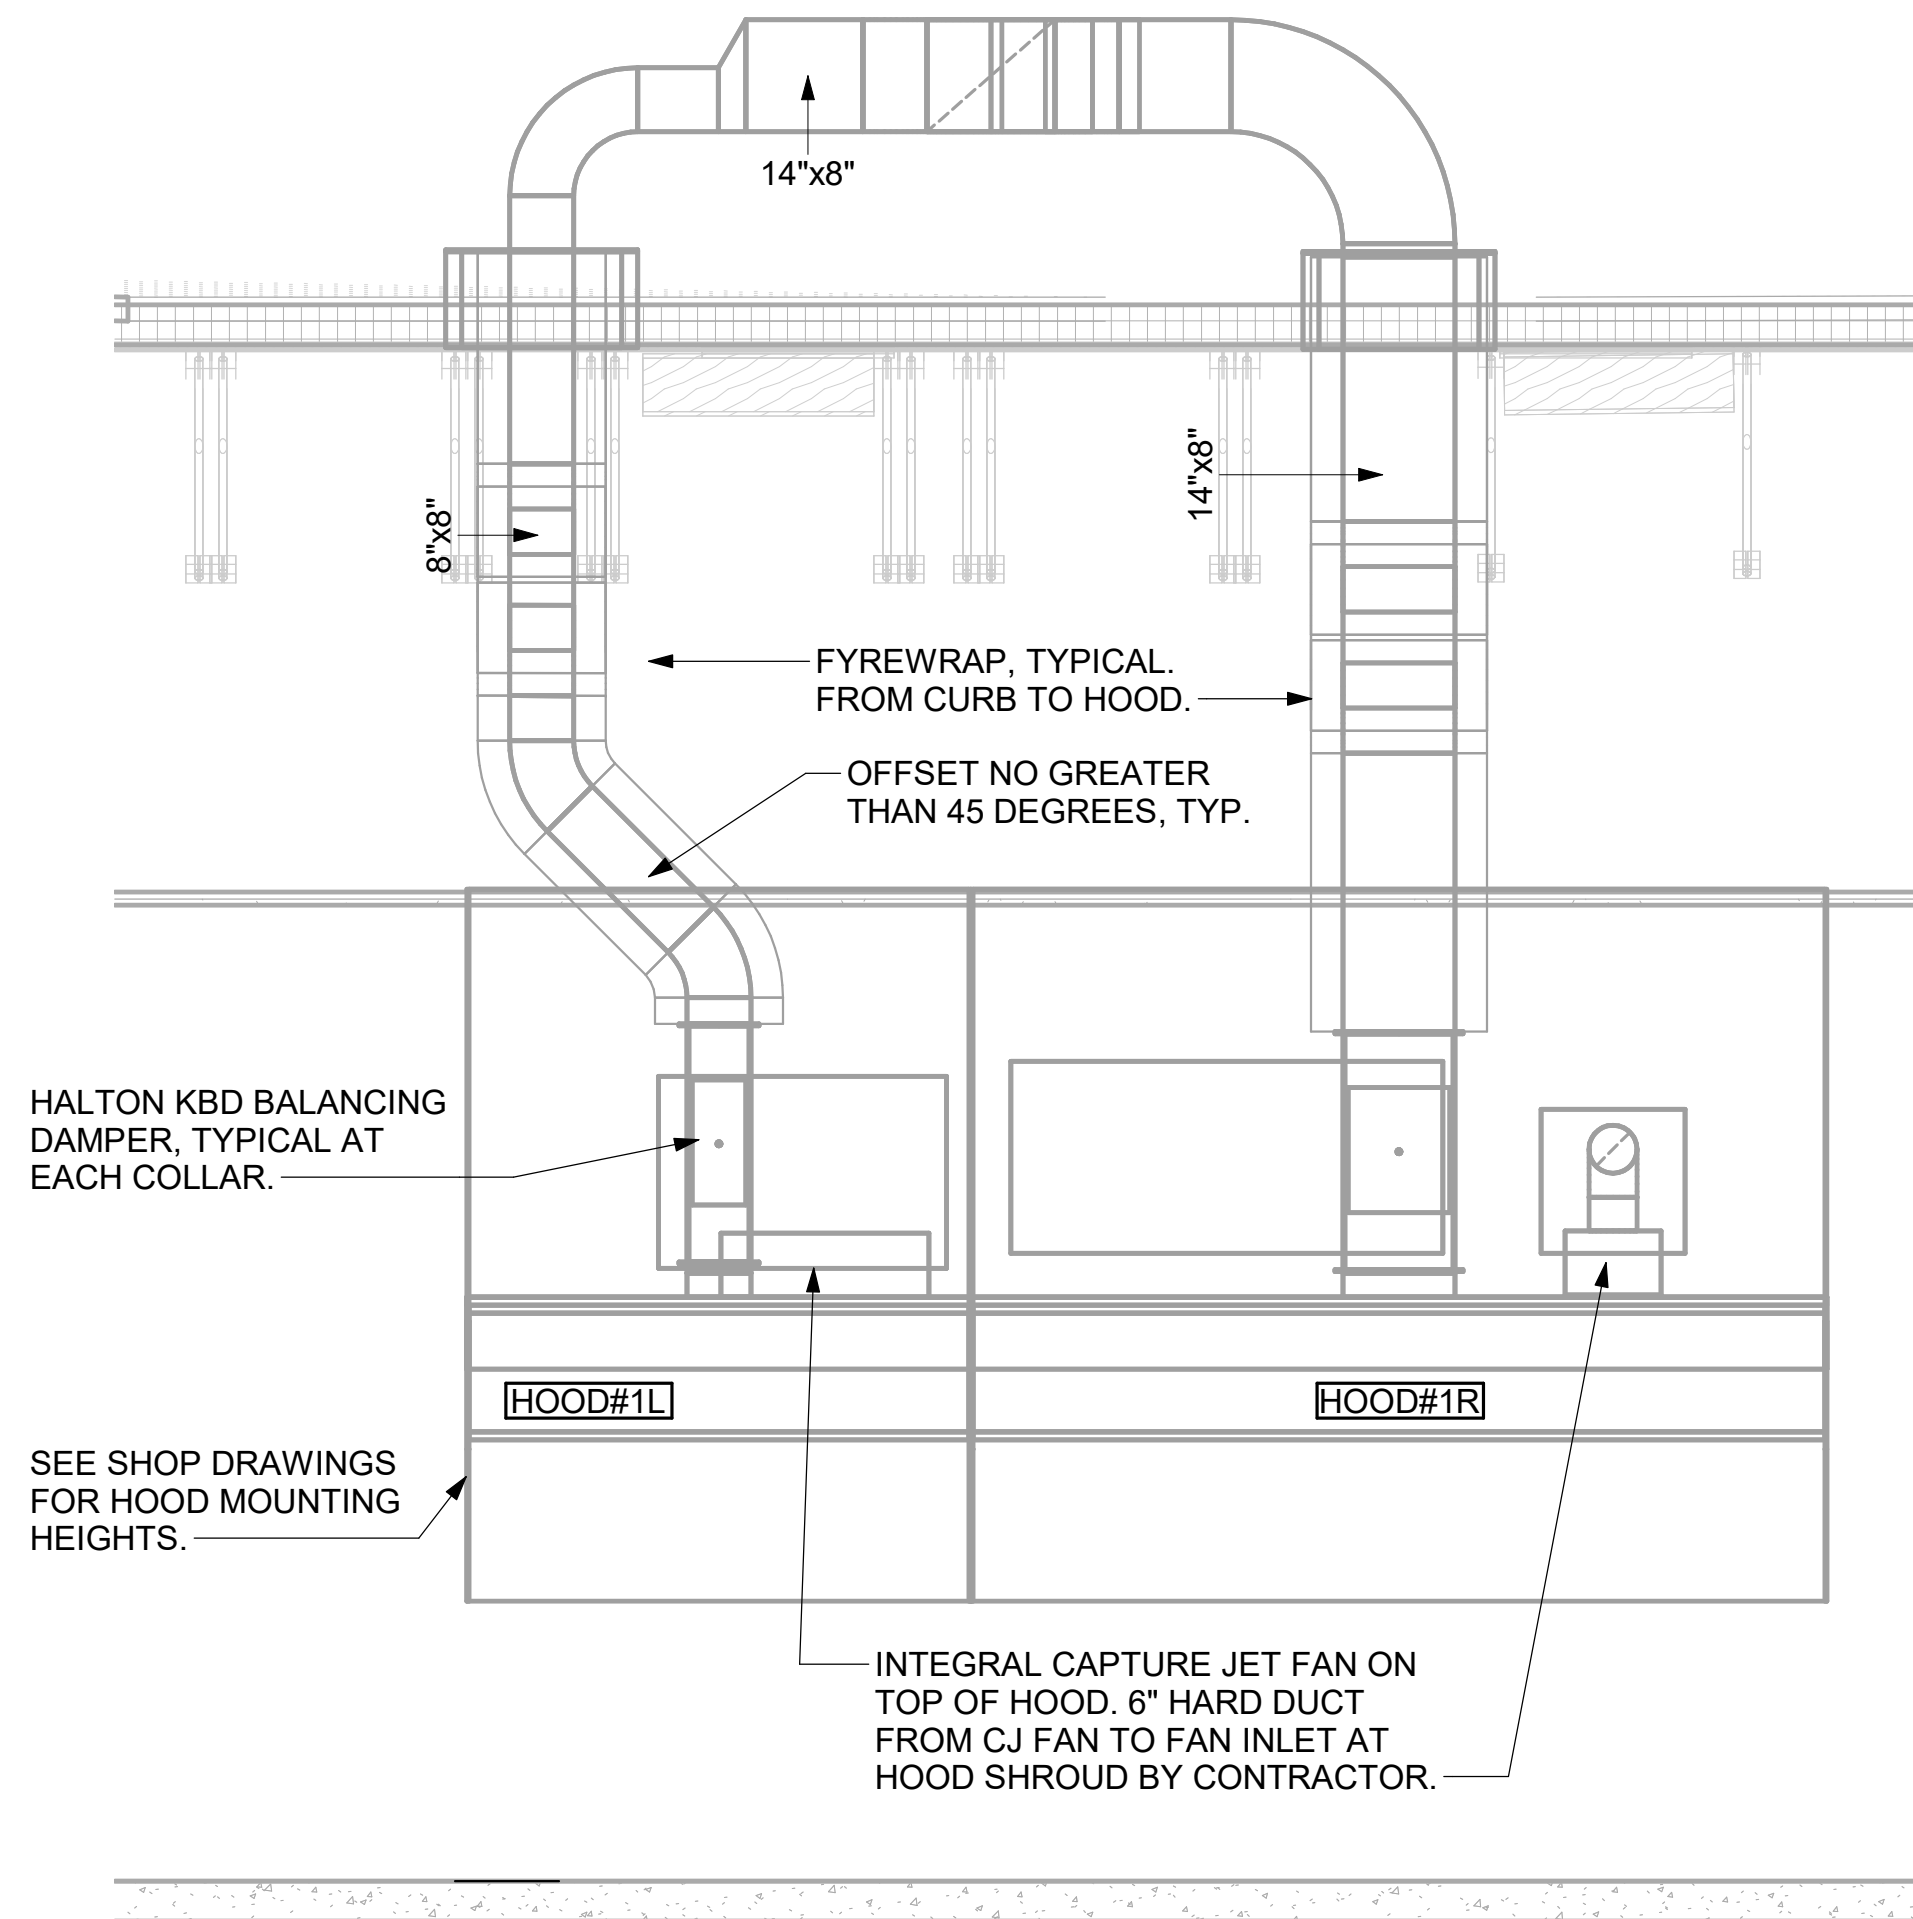 14"x8"
8"x8"
14"x8"
FYREWRAP, TYPICAL.
FROM CURB TO HOOD.
OFFSET NO GREATER
THAN 45 DEGREES, TYP.
HALTON KBD BALANCING
DAMPER, TYPICAL AT
EACH COLLAR.
HOOD#1L
HOOD#1R
SEE SHOP DRAWINGS
FOR HOOD MOUNTING
HEIGHTS.
INTEGRAL CAPTURE JET FAN ON
TOP OF HOOD. 6" HARD DUCT
FROM CJ FAN TO FAN INLET AT
HOOD SHROUD BY CONTRACTOR.